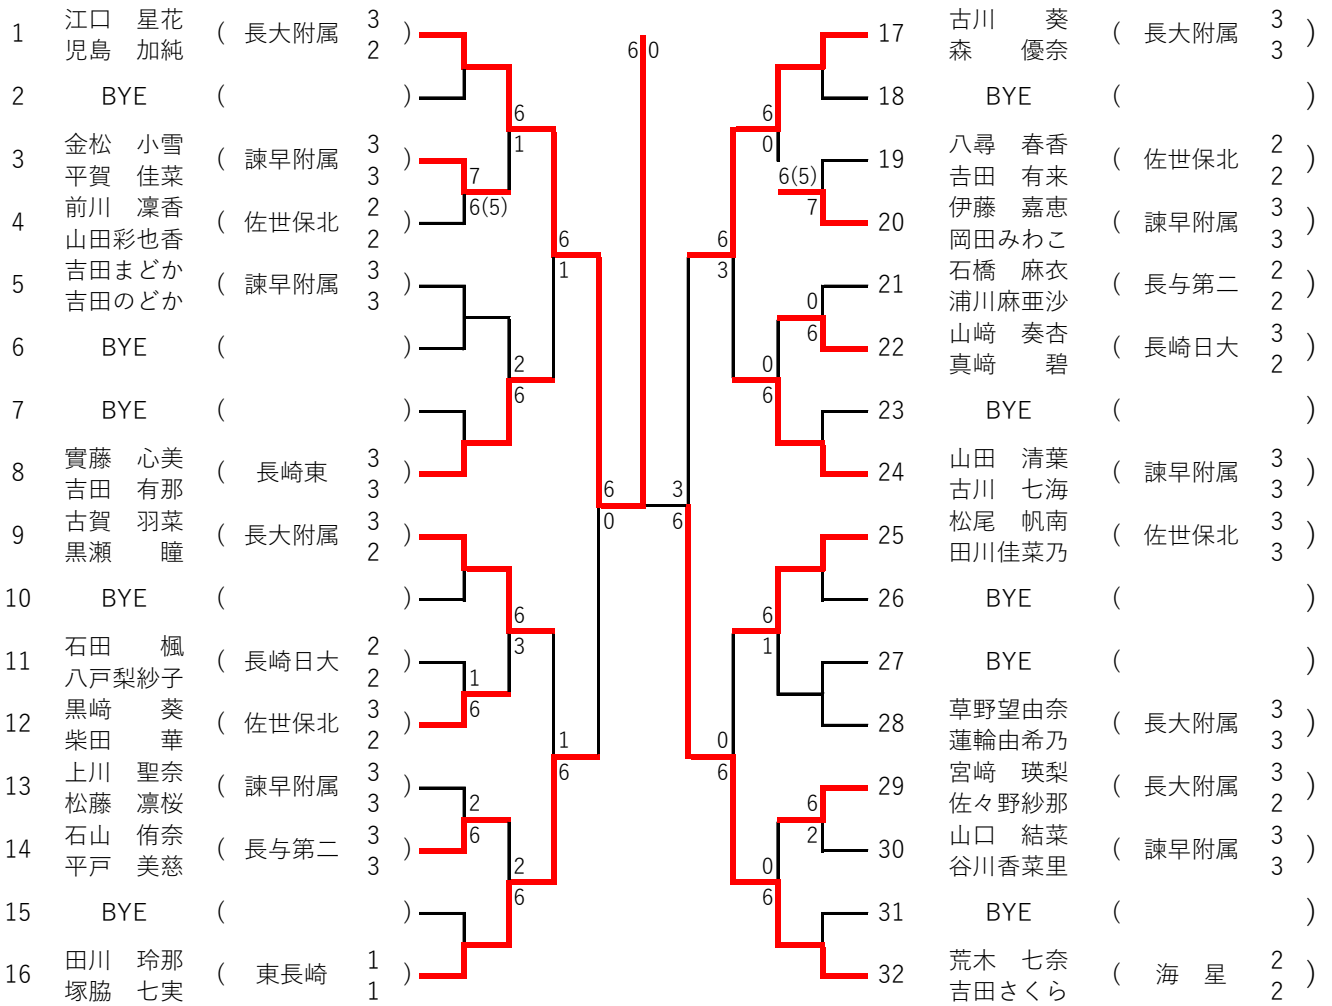 1 江口 星花 児島 加純 ( 長大附属 3 2 )
2 BYE ( )
3 金松 小雪 平賀 佳菜 ( 諫早附属 3 3 )
4 前川 凜香 山田彩也香 ( 佐世保北 2 2 )
5 吉田まどか 吉田のどか ( 諫早附属 3 3 )
6 BYE ( )
7 BYE ( )
8 實藤 心美 吉田 有那 ( 長崎東 3 3 )
9 古賀 羽菜 黒瀬 瞳 ( 長大附属 3 2 )
10 BYE ( )
11 石田 楓 八戸梨紗子 ( 長崎日大 2 2 )
12 黒﨑 葵 柴田 華 ( 佐世保北 3 2 )
13 上川 聖奈 松藤 凛桜 ( 諫早附属 3 3 )
14 石山 侑奈 平戸 美慈 ( 長与第二 3 3 )
15 BYE ( )
16 田川 玲那 塚脇 七実 ( 東長崎 1 1 )
7
6(5)
1
6
2
6
6
1
2
6
6
3
2
6
6
1
1
6
6
0
6 0
3
6
6
3
0
6
6
0
0
6
6
1
0
6
6(5)
7
0
6
6
2
17 古川 葵 森 優奈 ( 長大附属 3 3 )
18 BYE ( )
19 八尋 春香 𠮷田 有来 ( 佐世保北 2 2 )
20 伊藤 嘉恵 岡田みわこ ( 諫早附属 3 3 )
21 石橋 麻衣 浦川麻亜沙 ( 長与第二 2 2 )
22 山﨑 奏杏 真﨑 碧 ( 長崎日大 3 2 )
23 BYE ( )
24 山田 清葉 古川 七海 ( 諫早附属 3 3 )
25 松尾 帆南 田川佳菜乃 ( 佐世保北 3 3 )
26 BYE ( )
27 BYE ( )
28 草野望由奈 蓮輪由希乃 ( 長大附属 3 3 )
29 宮﨑 瑛梨 佐々野紗那 ( 長大附属 3 2 )
30 山口 結菜 谷川香菜里 ( 諫早附属 3 3 )
31 BYE ( )
32 荒木 七奈 吉田さくら ( 海 星 2 2 )